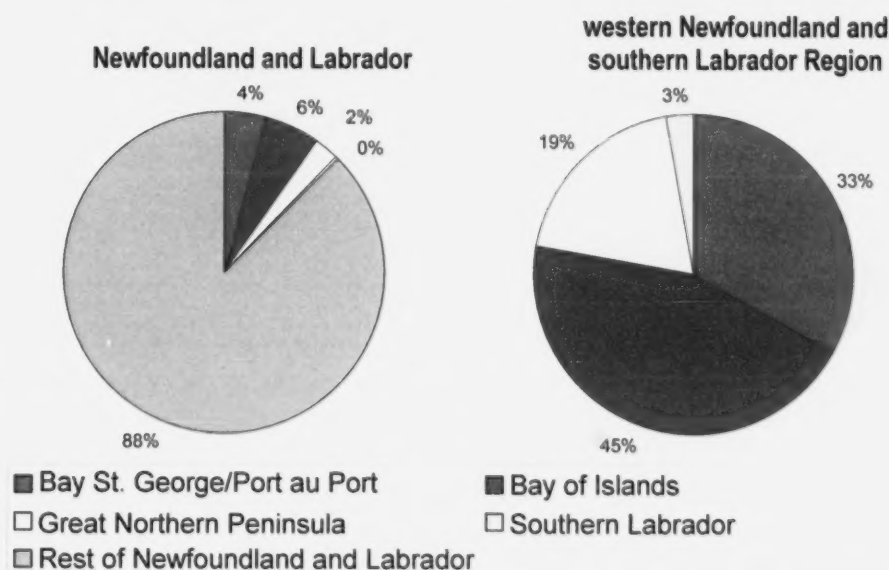 Newfoundland and Labrador
4%
6%
2%
0%
88%
western Newfoundland and
southern Labrador Region
3%
19%
33%
45%
Bay St. George/Port au Port
Bay of Islands
Great Northern Peninsula
Southern Labrador
Rest of Newfoundland and Labrador